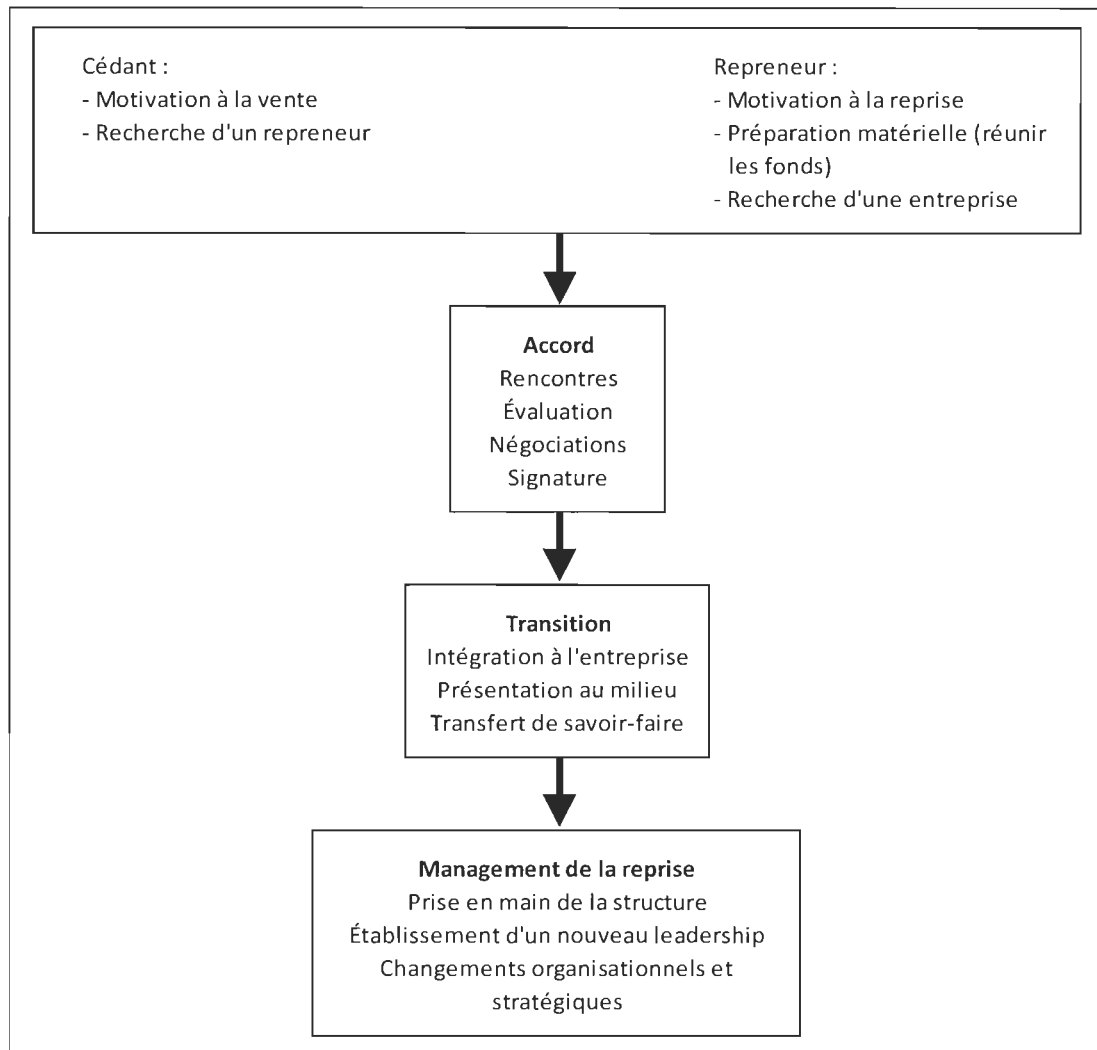 Cédant :
- Motivation à la vente
- Recherche d'un repreneur
Repreneur :
- Motivation à la reprise
- Préparation matérielle (réunir
les fonds)
- Recherche d'une entreprise
Accord
Rencontres
Évaluation
Négociations
Signature
Transition
Intégration à l'entreprise
Présentation au milieu
Transfert de savoir-faire
Management de la reprise
Prise en main de la structure
Établissement d'un nouveau leadership
Changements organisationnels et
stratégiques